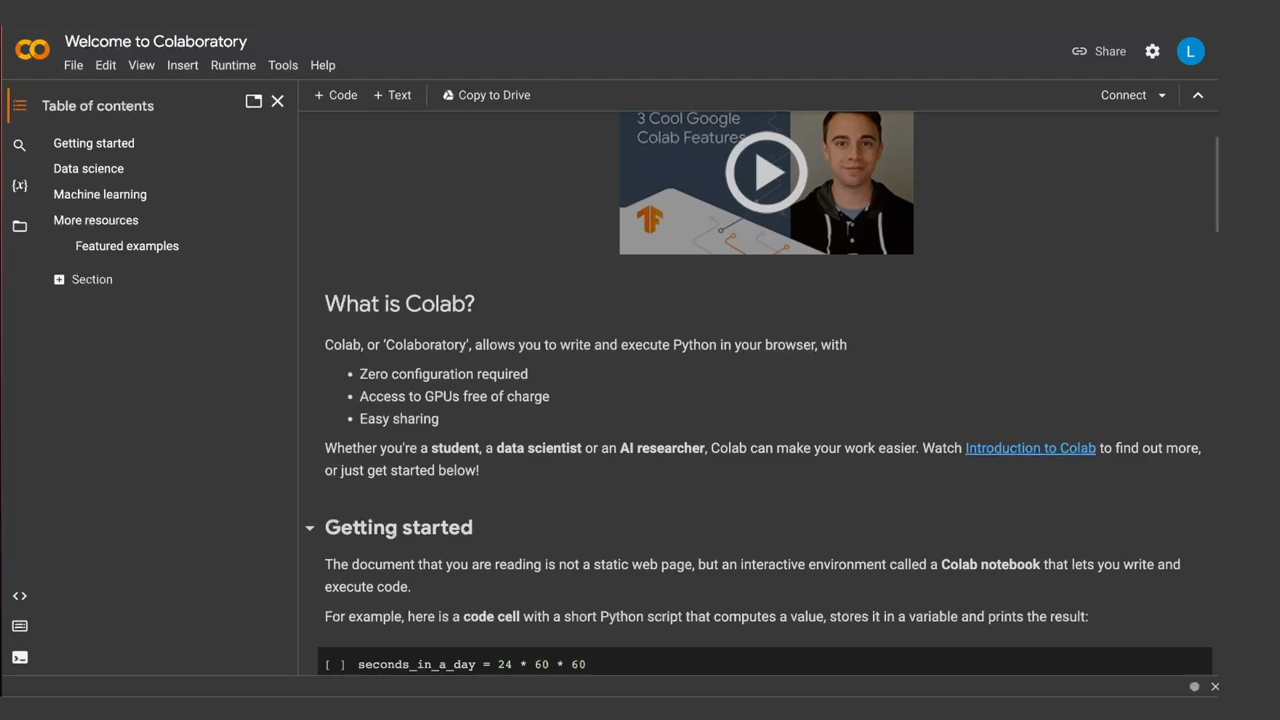 Welcome to Colaboratory
File Edit View Insert Runtime Tools Help
Share
L
Table of contents
Getting started
Data science
Machine learning
More resources
Featured examples
Section
+ Code + Text Copy to Drive
Connect
3 Cool Google
Colab Features
What is Colab?
Colab, or ‘Colaboratory’, allows you to write and execute Python in your browser, with
• Zero configuration required
• Access to GPUs free of charge
• Easy sharing
Whether you're a student, a data scientist or an AI researcher, Colab can make your work easier. Watch Introduction to Colab to find out more,
or just get started below!
Getting started
The document that you are reading is not a static web page, but an interactive environment called a Colab notebook that lets you write and
execute code.
For example, here is a code cell with a short Python script that computes a value, stores it in a variable and prints the result:
[ ] seconds_in_a_day = 24 * 60 * 60